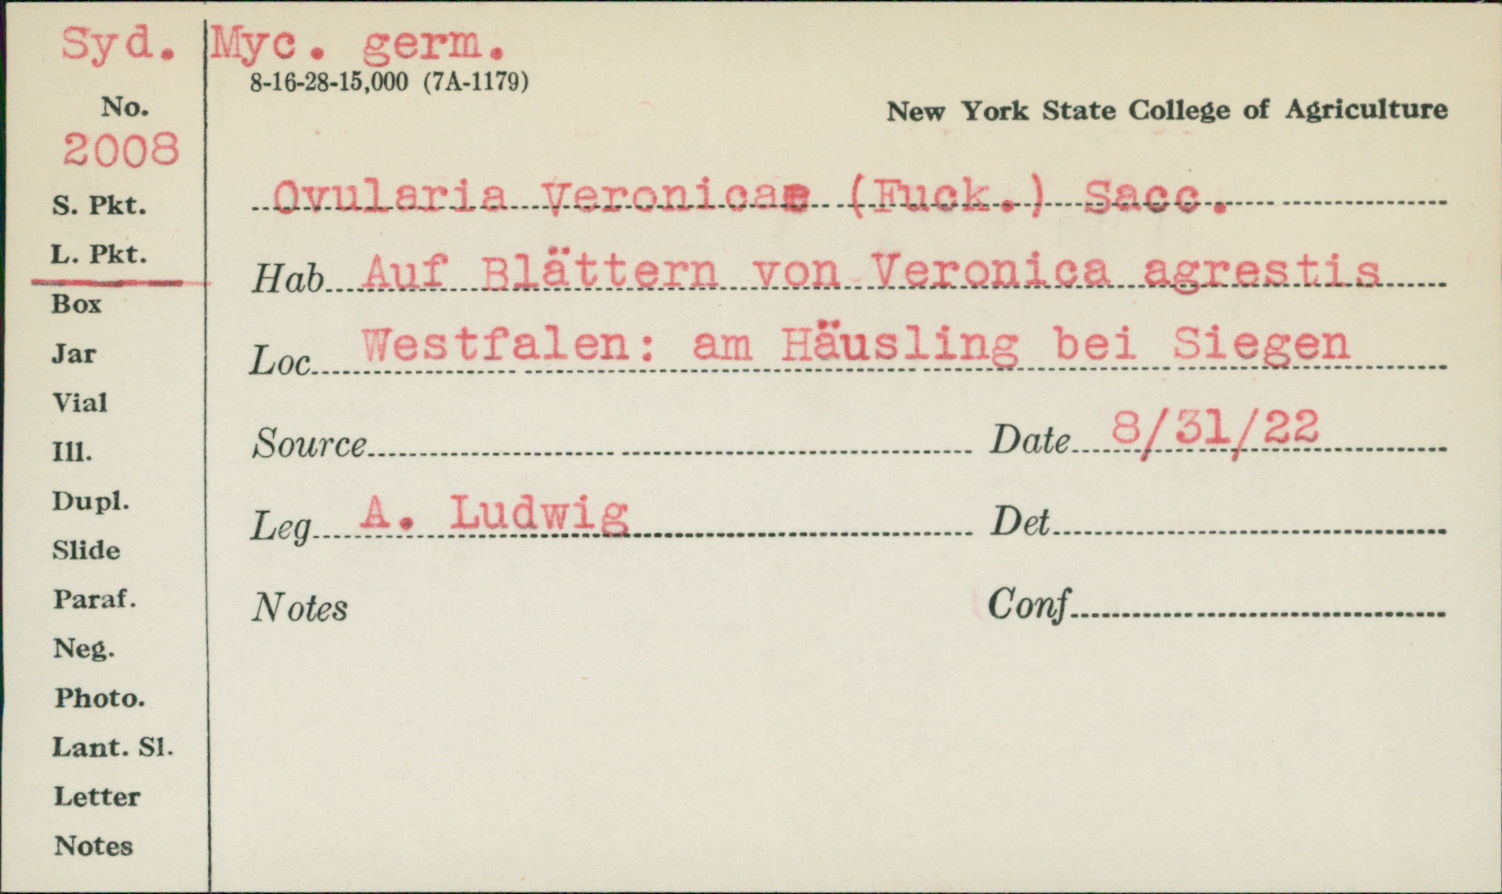 Syd. Myc. germ.
8-16-28-15,000 (7A-1179)
No.
New York State College of Agriculture
2008
S. Pkt.
Ovularia Veronicae (Fuck.) Sacc.
L. Pkt.
Hab. Auf Blättern von Veronica agrestis
Box
Jar
Loc. Westfalen: am Häusling bei Siegen
Vial
Ill.
Source Date 8/31/22
Dupl.
Leg. A. Ludwig Det.
Slide
Paraf.
Notes Conf.
Neg.
Photo.
Lant. Sl.
Letter
Notes